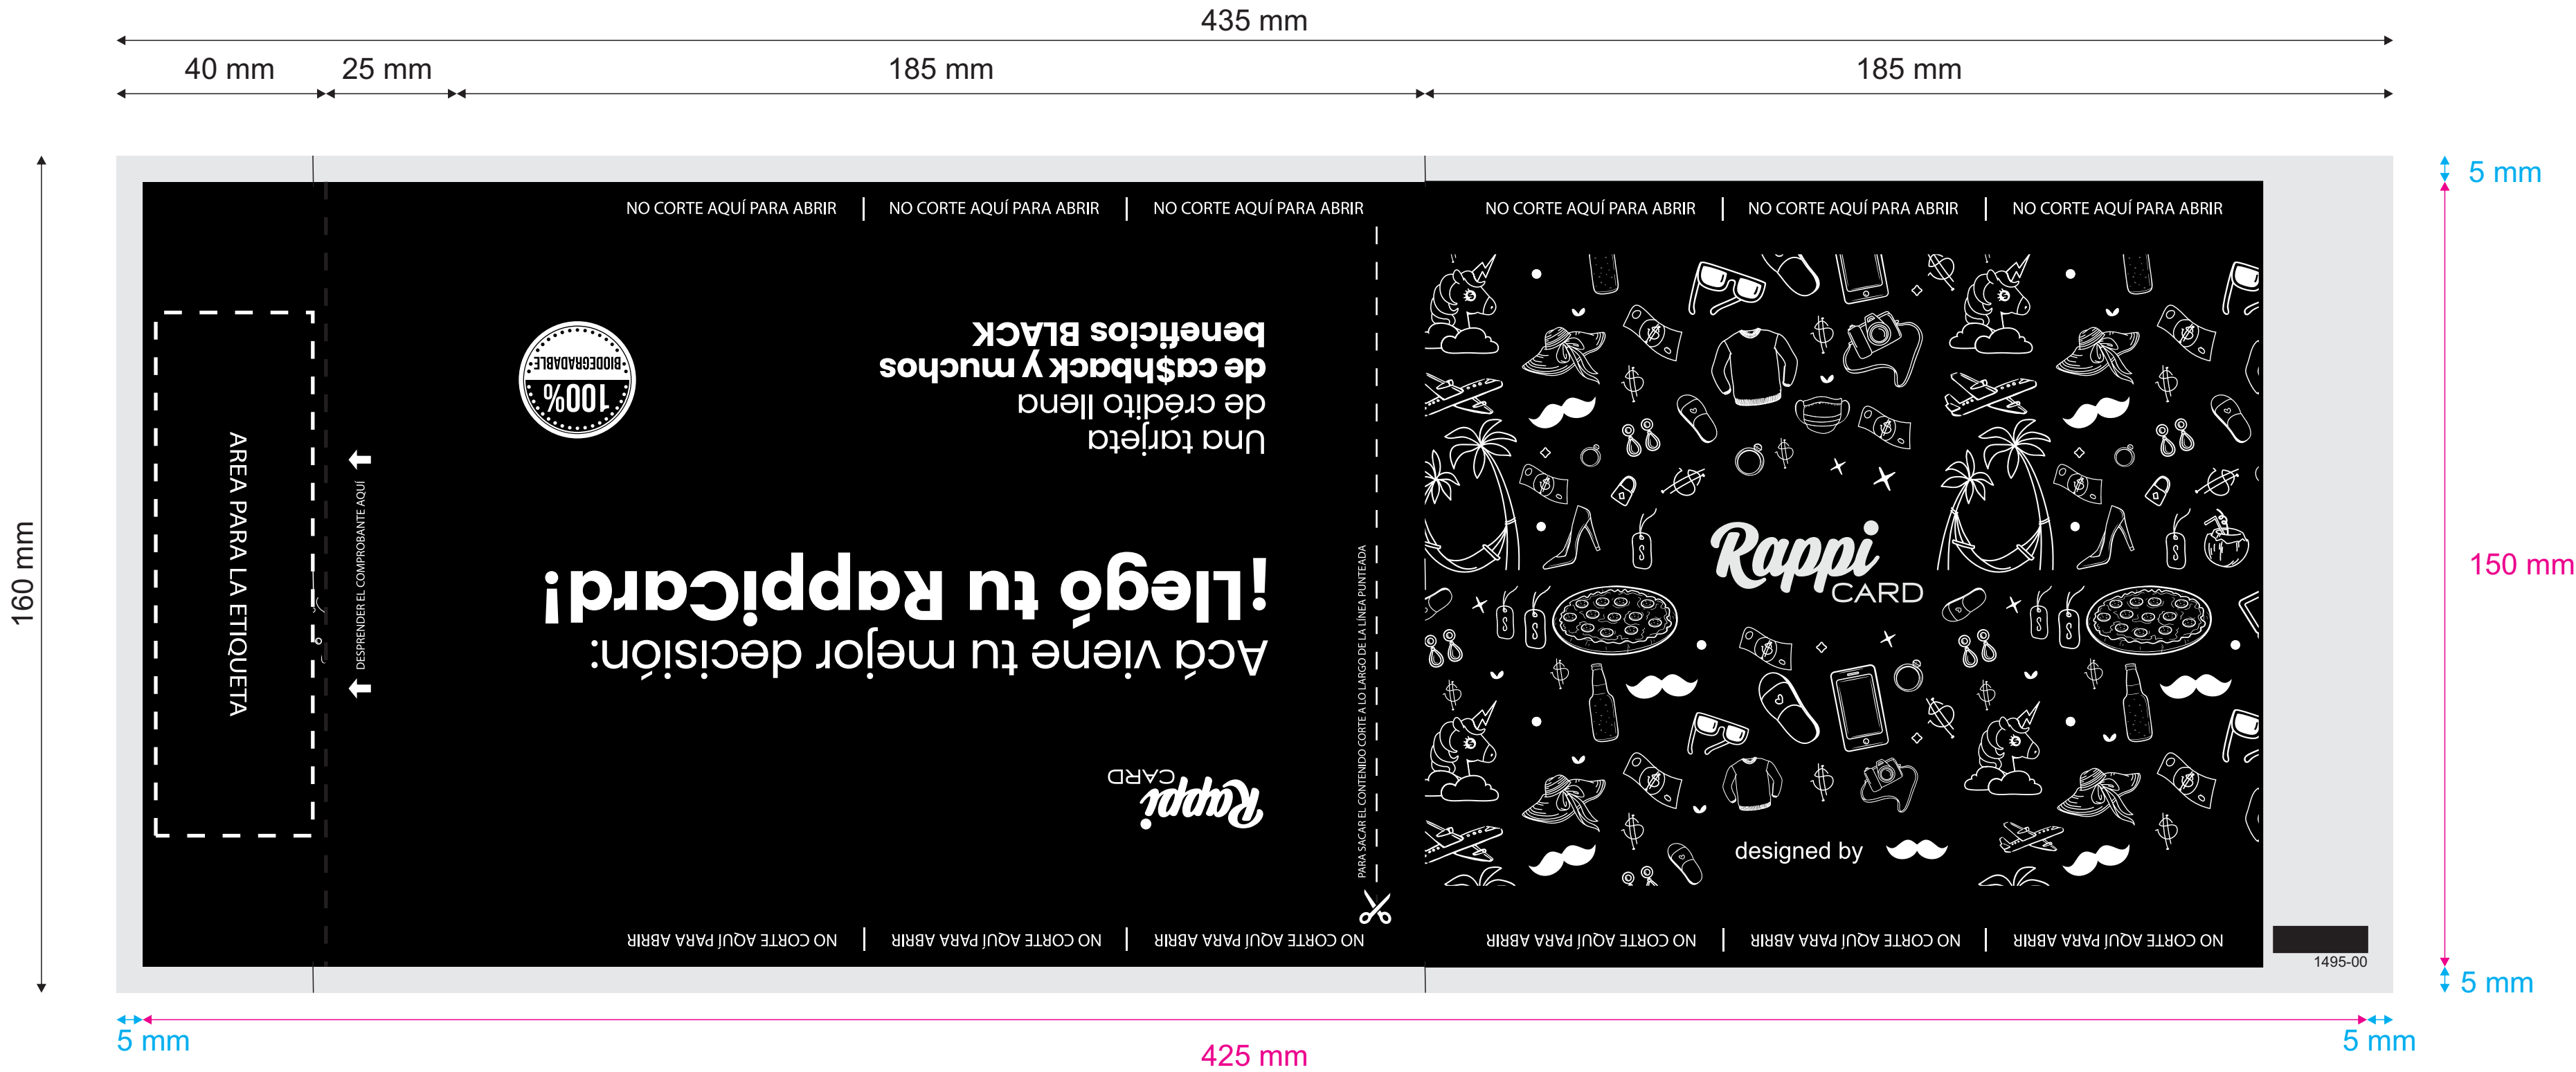 435 mm
40 mm
25 mm
185 mm
185 mm
160 mm
5 mm
150 mm
5 mm
5 mm
425 mm
5 mm
NO CORTE AQUÍ PARA ABRIR | NO CORTE AQUÍ PARA ABRIR | NO CORTE AQUÍ PARA ABRIR
NO CORTE AQUÍ PARA ABRIR | NO CORTE AQUÍ PARA ABRIR | NO CORTE AQUÍ PARA ABRIR
AREA PARA LA ETIQUETA
DESPRENDER EL COMPROBANTE AQUÍ
Rappi
CARD
Acá viene tu mejor decisión:
¡Llegó tu RappiCard!
Una tarjeta
de crédito llena
de ca$hback y muchos
beneficios BLACK
100%
BIODEGRADABLE
PARA SACAR EL CONTENIDO CORTE A LO LARGO DE LA LÍNEA PUNTEADA
Rappi
CARD
designed by
NO CORTE AQUÍ PARA ABRIR | NO CORTE AQUÍ PARA ABRIR | NO CORTE AQUÍ PARA ABRIR
NO CORTE AQUÍ PARA ABRIR | NO CORTE AQUÍ PARA ABRIR | NO CORTE AQUÍ PARA ABRIR
1495-00